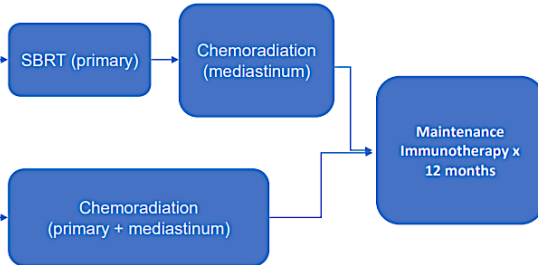 SBRT (primary)
Chemoradiation
(mediastinum)
Maintenance
Immunotherapy x
12 months
Chemoradiation
(primary + mediastinum)